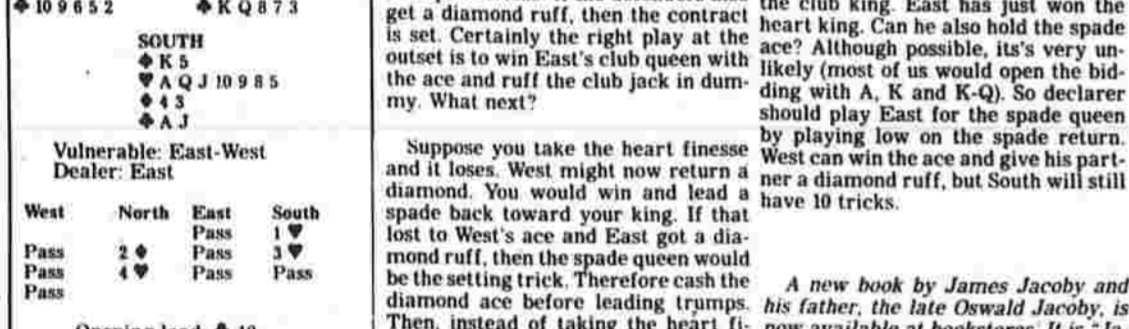 ♣ 10 9 6 5 2 ♣ K Q 8 7 3
SOUTH
♠ K 5
♥ A Q J 10 9 8 5
♦ 4 3
♣ A J
Vulnerable: East-West
Dealer: East
West North East South
Pass 1 ♥
Pass 2 ♦ Pass 3 ♥
Pass 4 ♥ Pass Pass
Pass
Opening lead: ♣ 10
get a diamond ruff, then the contract
is set. Certainly the right play at the
outset is to win East's club queen with
the ace and ruff the club jack in dum-
my. What next?
Suppose you take the heart finesse
and it loses. West might now return a
diamond. You would win and lead a
spade back toward your king. If that
lost to West's ace and East got a dia-
mond ruff, then the spade queen would
be the setting trick. Therefore cash the
diamond ace before leading trumps.
Then, instead of taking the heart fi-
the club king. East has just won the
heart king. Can he also hold the spade
ace? Although possible, its's very un-
likely (most of us would open the bid-
ding with A, K and K-Q). So declarer
should play East for the spade queen
by playing low on the spade return.
West can win the ace and give his part-
ner a diamond ruff, but South will still
have 10 tricks.
A new book by James Jacoby and
his father, the late Oswald Jacoby, is
now available at bookstores. It is